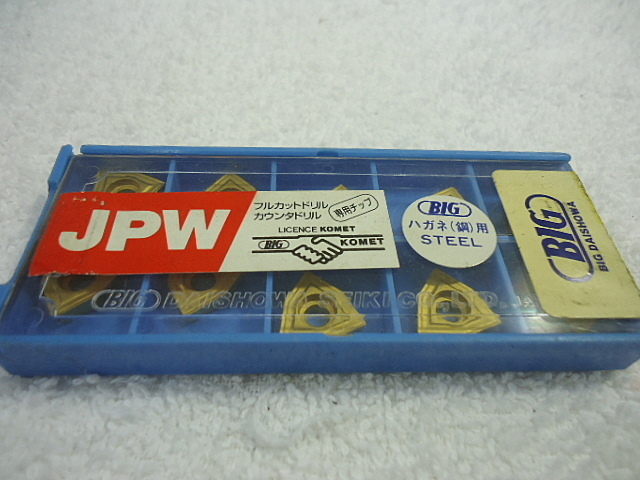 JPW
フルカットドリル
カウンタドリル
専用チップ
LICENCE KOMET
BIG KOMET
BIG
ハガネ(鋼)用
STEEL
BIG
BIG DAISHOWA
BIG DAISHOWA SEIKI CO., LTD.